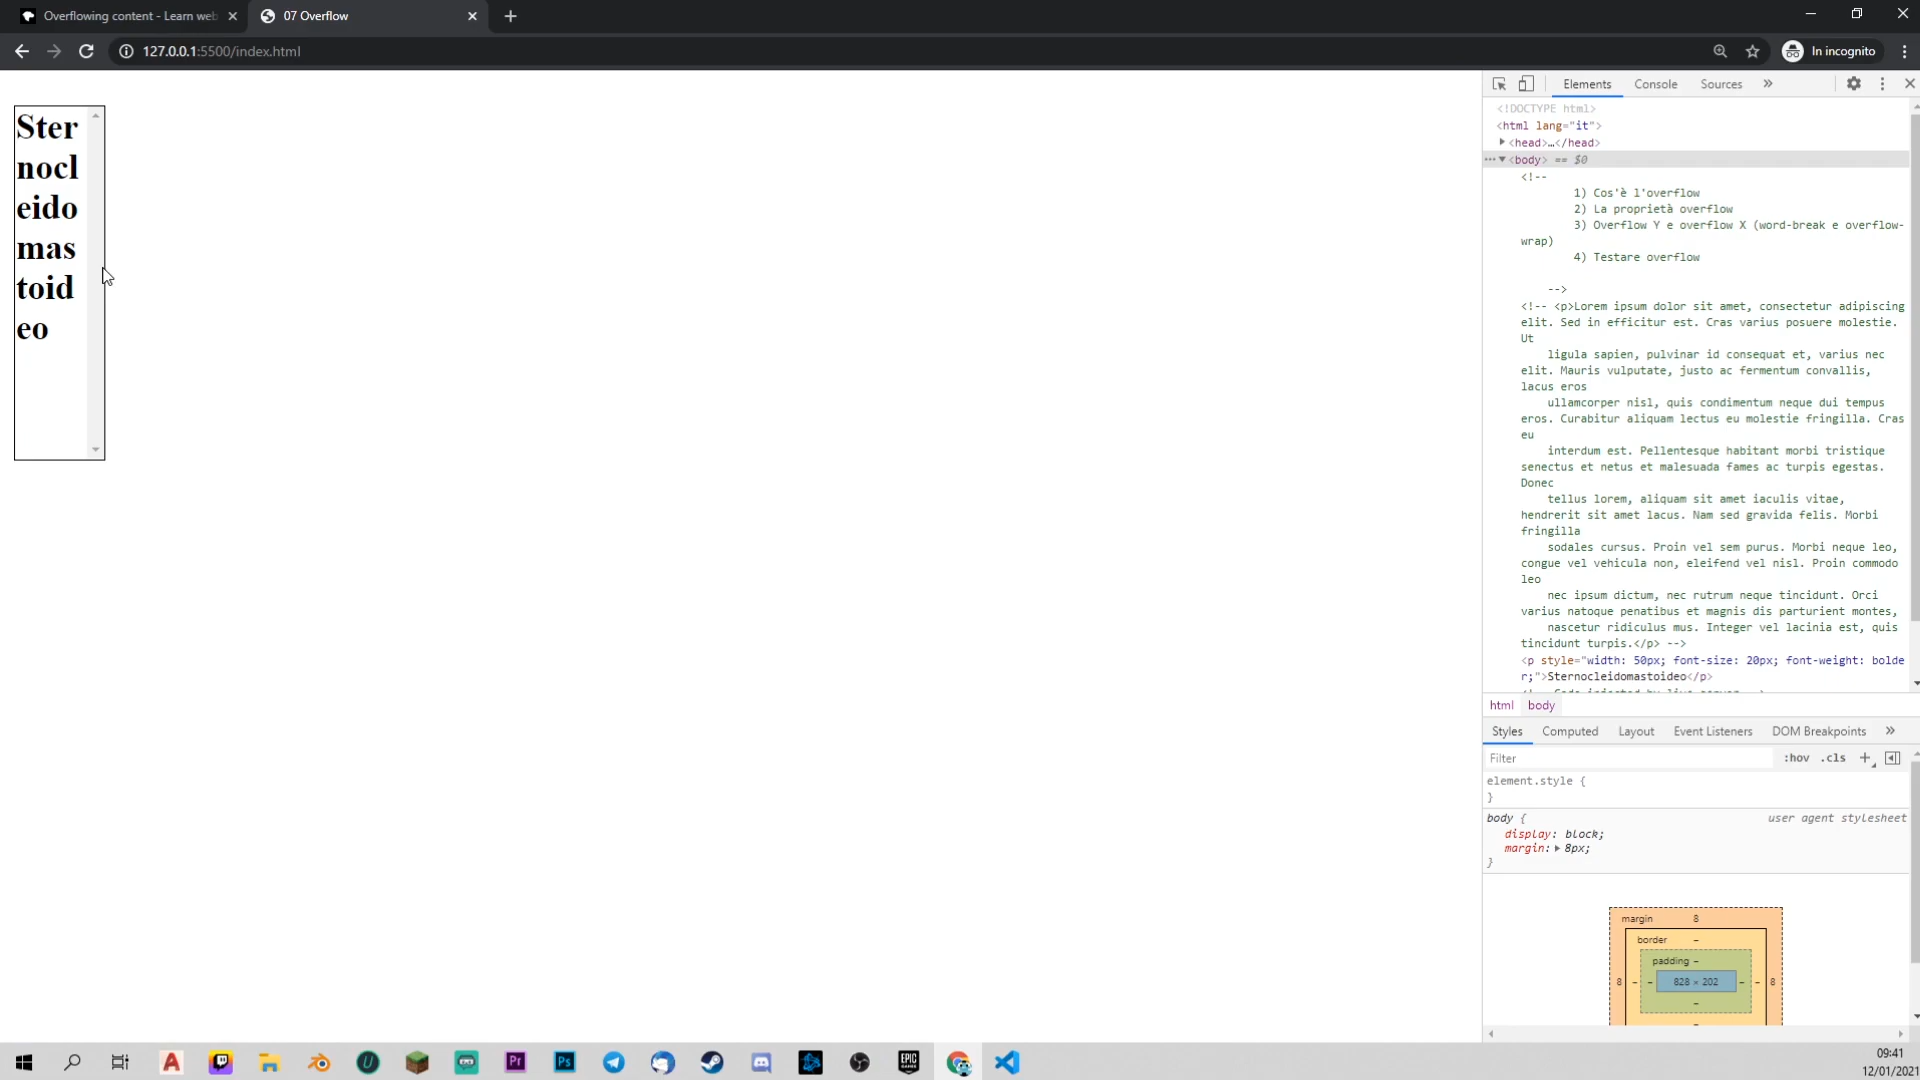 Overflowing content - Learn web
07 Overflow
127.0.0.1:5500/index.html
In incognito
Ster
nocl
eido
mas
toid
eo
Elements
Console
Sources
<!DOCTYPE html>
<html lang="it">
<head>…</head>
<body> == $0
<!--
1) Cos'è l'overflow
2) La proprietà overflow
3) Overflow Y e overflow X (word-break e overflow-
wrap)
4) Testare overflow
-->
<!-- <p>Lorem ipsum dolor sit amet, consectetur adipiscing
elit. Sed in efficitur est. Cras varius posuere molestie.
Ut
ligula sapien, pulvinar id consequat et, varius nec
elit. Mauris vulputate, justo ac fermentum convallis,
lacus eros
ullamcorper nisl, quis condimentum neque dui tempus
eros. Curabitur aliquam lectus eu molestie fringilla. Cras
eu
interdum est. Pellentesque habitant morbi tristique
senectus et netus et malesuada fames ac turpis egestas.
Donec
tellus lorem, aliquam sit amet iaculis vitae,
hendrerit sit amet lacus. Nam sed gravida felis. Morbi
fringilla
sodales cursus. Proin vel sem purus. Morbi neque leo,
congue vel vehicula non, eleifend vel nisl. Proin commodo
leo
nec ipsum dictum, nec rutrum neque tincidunt. Orci
varius natoque penatibus et magnis dis parturient montes,
nascetur ridiculus mus. Integer vel lacinia est, quis
tincidunt turpis.</p> -->
<p style="width: 50px; font-size: 20px; font-weight: bolde
r;">Sternocleidomastoideo</p>
html body
Styles
Computed
Layout
Event Listeners
DOM Breakpoints
Filter
:hov .cls
element.style {
}
body {
user agent stylesheet
display: block;
margin: 8px;
}
margin 8
border -
padding -
8 - - 828 × 202 - - 8
-
-
Pr
Ps
EPIC
GAMES
09:41
12/01/2021